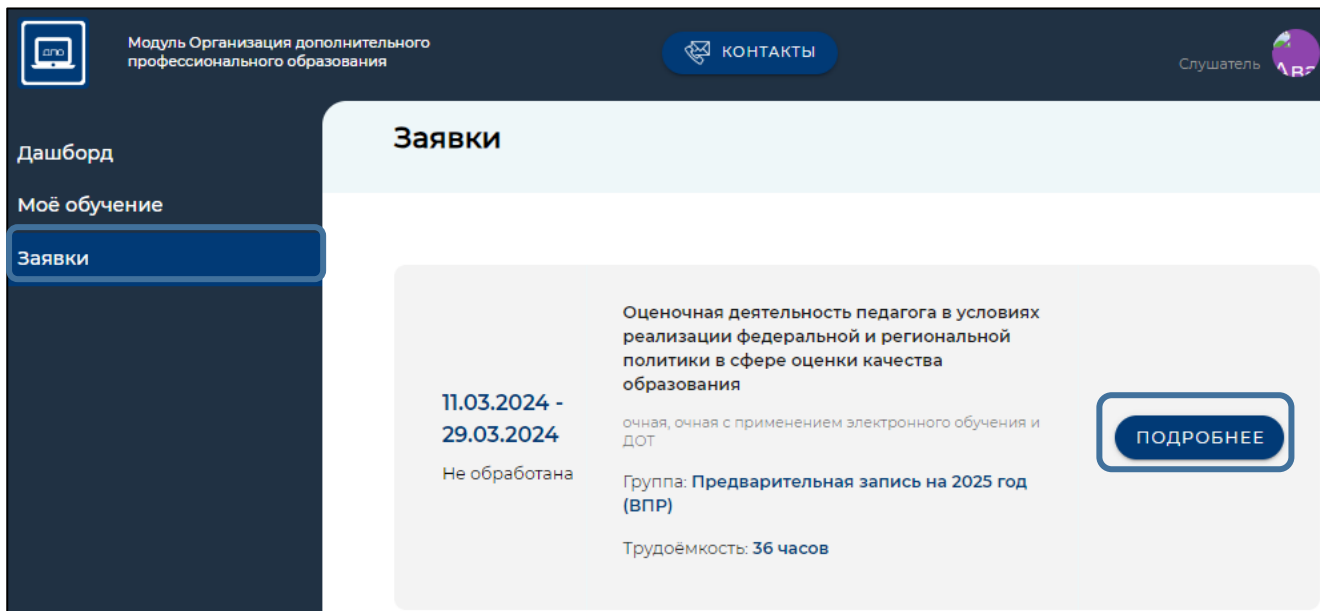 дпо
Модуль Организация дополнительного
профессионального образования
КОНТАКТЫ
Слушатель
Ава
Дашборд
Моё обучение
Заявки
Заявки
11.03.2024 -
29.03.2024
Не обработана
Оценочная деятельность педагога в условиях
реализации федеральной и региональной
политики в сфере оценки качества
образования
очная, очная с применением электронного обучения и
ДОТ
Группа: Предварительная запись на 2025 год
(ВПР)
Трудоёмкость: 36 часов
ПОДРОБНЕЕ